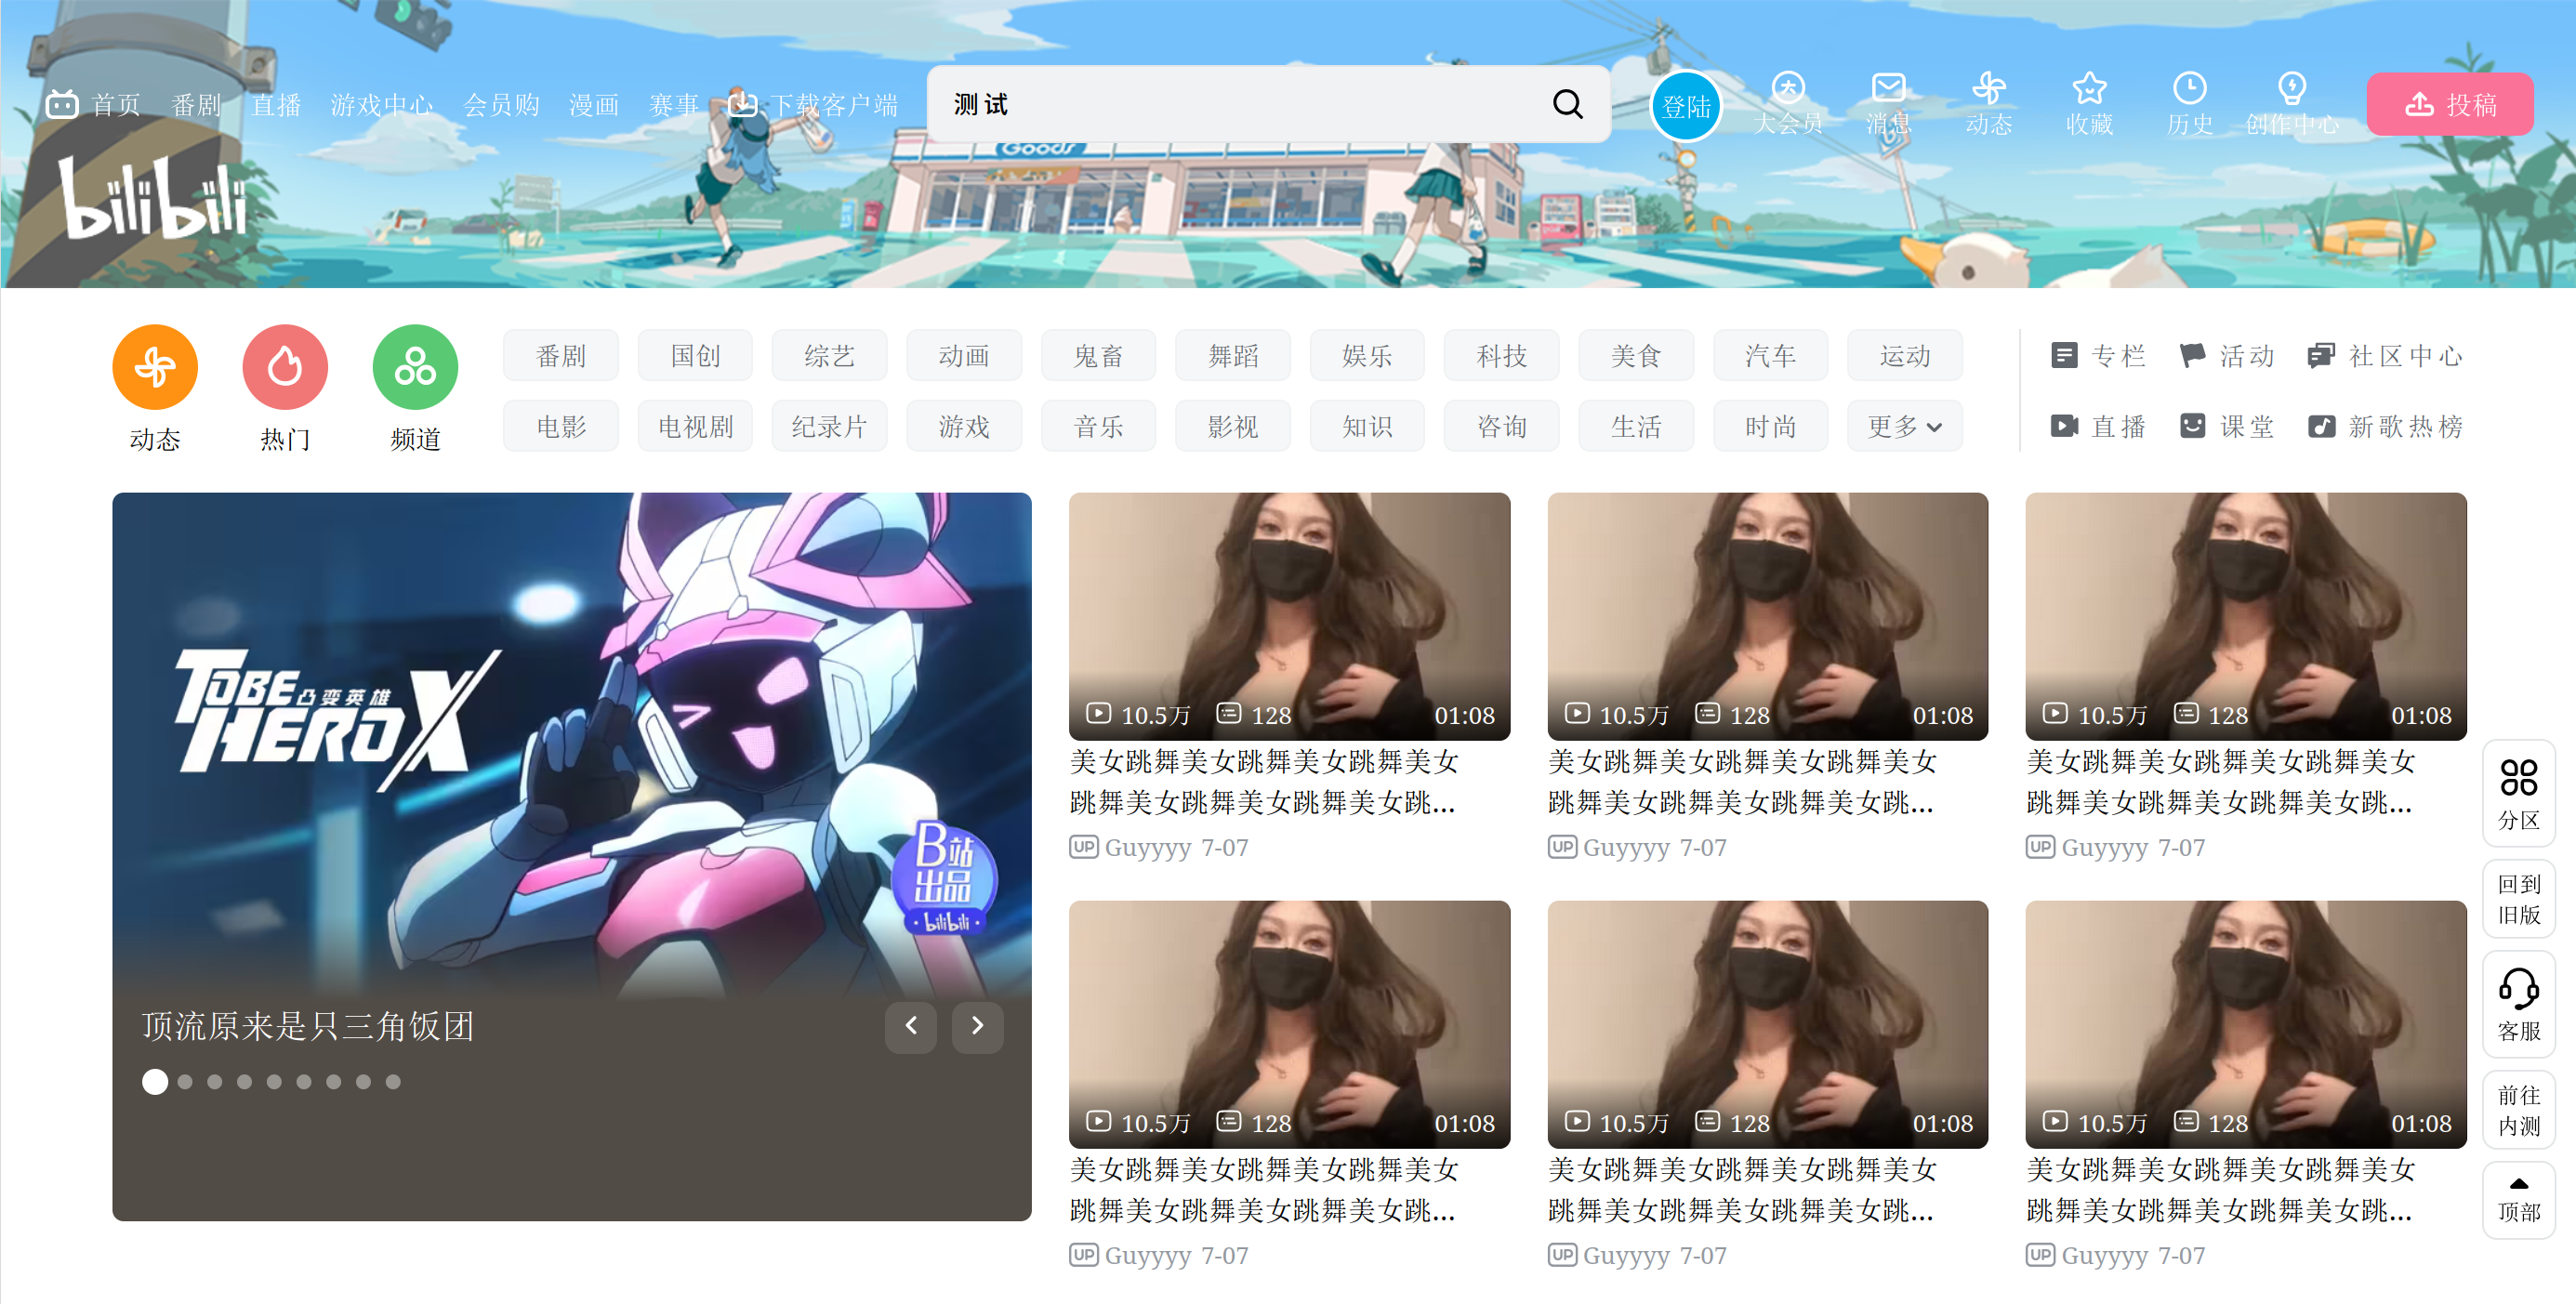 首页 番剧 直播 游戏中心 会员购 漫画 赛事 下载客户端 测试 登陆 大会员 消息 动态 收藏 历史 创作中心 投稿
Goods
bilibili
番剧 国创 综艺 动画 鬼畜 舞蹈 娱乐 科技 美食 汽车 运动 专栏 活动 社区中心
动态 热门 频道 电影 电视剧 纪录片 游戏 音乐 影视 知识 咨询 生活 时尚 更多 直播 课堂 新歌热榜
TOBE 凸变英雄
HERO X
B站
出品
bilibili
顶流原来是只三角饭团
10.5万 128 01:08
美女跳舞美女跳舞美女跳舞美女
跳舞美女跳舞美女跳舞美女跳...
UP Guyyyy 7-07
10.5万 128 01:08
美女跳舞美女跳舞美女跳舞美女
跳舞美女跳舞美女跳舞美女跳...
UP Guyyyy 7-07
10.5万 128 01:08
美女跳舞美女跳舞美女跳舞美女
跳舞美女跳舞美女跳舞美女跳...
UP Guyyyy 7-07
10.5万 128 01:08
美女跳舞美女跳舞美女跳舞美女
跳舞美女跳舞美女跳舞美女跳...
UP Guyyyy 7-07
10.5万 128 01:08
美女跳舞美女跳舞美女跳舞美女
跳舞美女跳舞美女跳舞美女跳...
UP Guyyyy 7-07
10.5万 128 01:08
美女跳舞美女跳舞美女跳舞美女
跳舞美女跳舞美女跳舞美女跳...
UP Guyyyy 7-07
分区
回到
旧版
客服
前往
内测
顶部